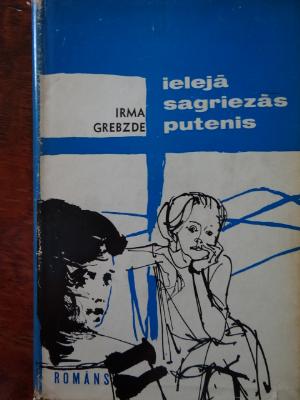 ielejā
sagriezās
putenis
IRMA
GREBZDE
ROMĀNS